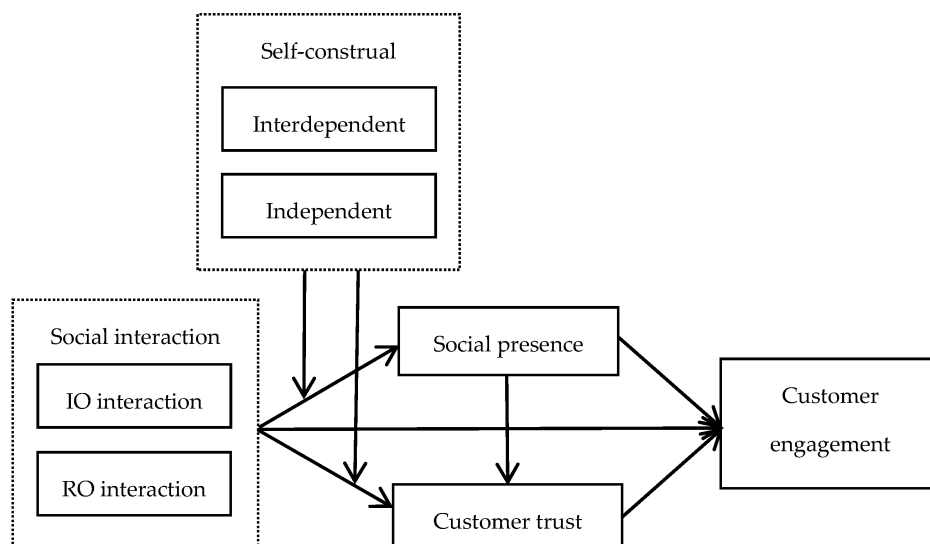 Self-construal
Interdependent
Independent
Social interaction
IO interaction
RO interaction
Social presence
Customer trust
Customer
engagement